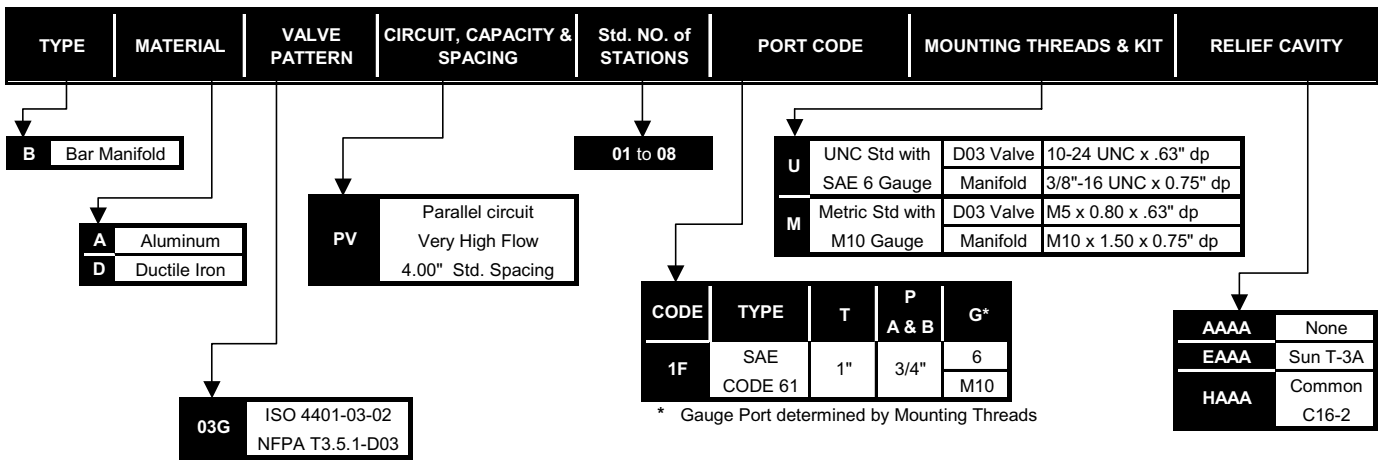 TYPE MATERIAL VALVE PATTERN CIRCUIT, CAPACITY & SPACING Std. NO. of STATIONS PORT CODE MOUNTING THREADS & KIT RELIEF CAVITY
B Bar Manifold
A Aluminum
D Ductile Iron
03G ISO 4401-03-02
NFPA T3.5.1-D03
PV Parallel circuit
Very High Flow
4.00" Std. Spacing
01 to 08
U UNC Std with D03 Valve 10-24 UNC x .63" dp
SAE 6 Gauge Manifold 3/8"-16 UNC x 0.75" dp
M Metric Std with D03 Valve M5 x 0.80 x .63" dp
M10 Gauge Manifold M10 x 1.50 x 0.75" dp
CODE TYPE T P A & B G*
1F SAE CODE 61 1" 3/4" 6
M10
* Gauge Port determined by Mounting Threads
AAAA None
EAAA Sun T-3A
HAAA Common
C16-2